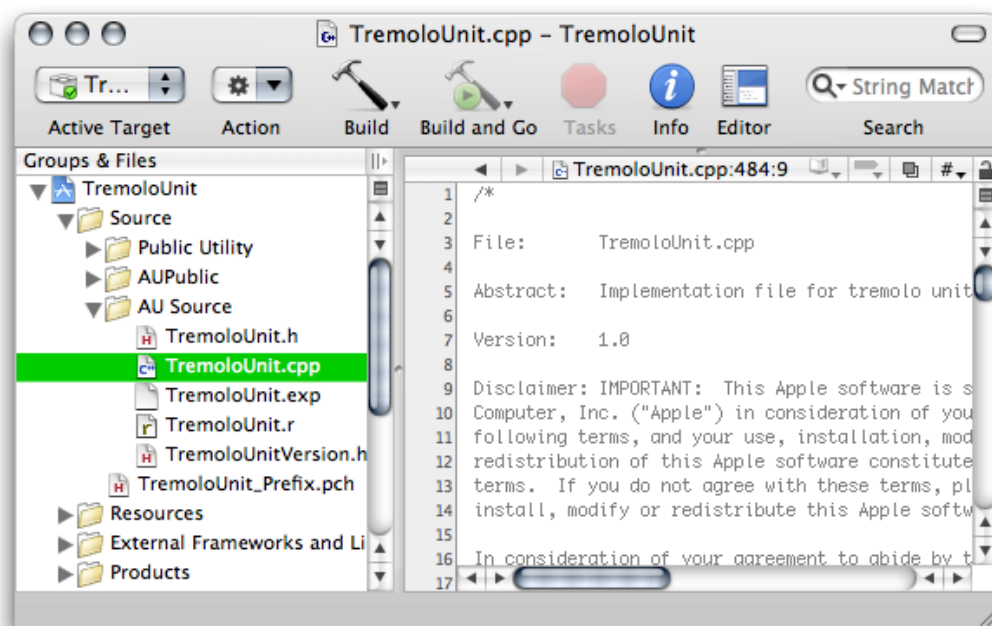 TremoloUnit.cpp – TremoloUnit
Tr...
String Match
Active Target
Action
Build
Build and Go
Tasks
Info
Editor
Search
Groups & Files
TremoloUnit
Source
Public Utility
AUPublic
AU Source
TremoloUnit.h
TremoloUnit.cpp
TremoloUnit.exp
TremoloUnit.r
TremoloUnitVersion.h
TremoloUnit_Prefix.pch
Resources
External Frameworks and Li
Products
TremoloUnit.cpp:484:9 #
1 /*
2
3 File: TremoloUnit.cpp
4
5 Abstract: Implementation file for tremolo unit
6
7 Version: 1.0
8
9 Disclaimer: IMPORTANT: This Apple software is s
10 Computer, Inc. ("Apple") in consideration of you
11 following terms, and your use, installation, mod
12 redistribution of this Apple software constitute
13 terms. If you do not agree with these terms, pl
14 install, modify or redistribute this Apple softw
15
16 In consideration of your agreement to abide by t
17